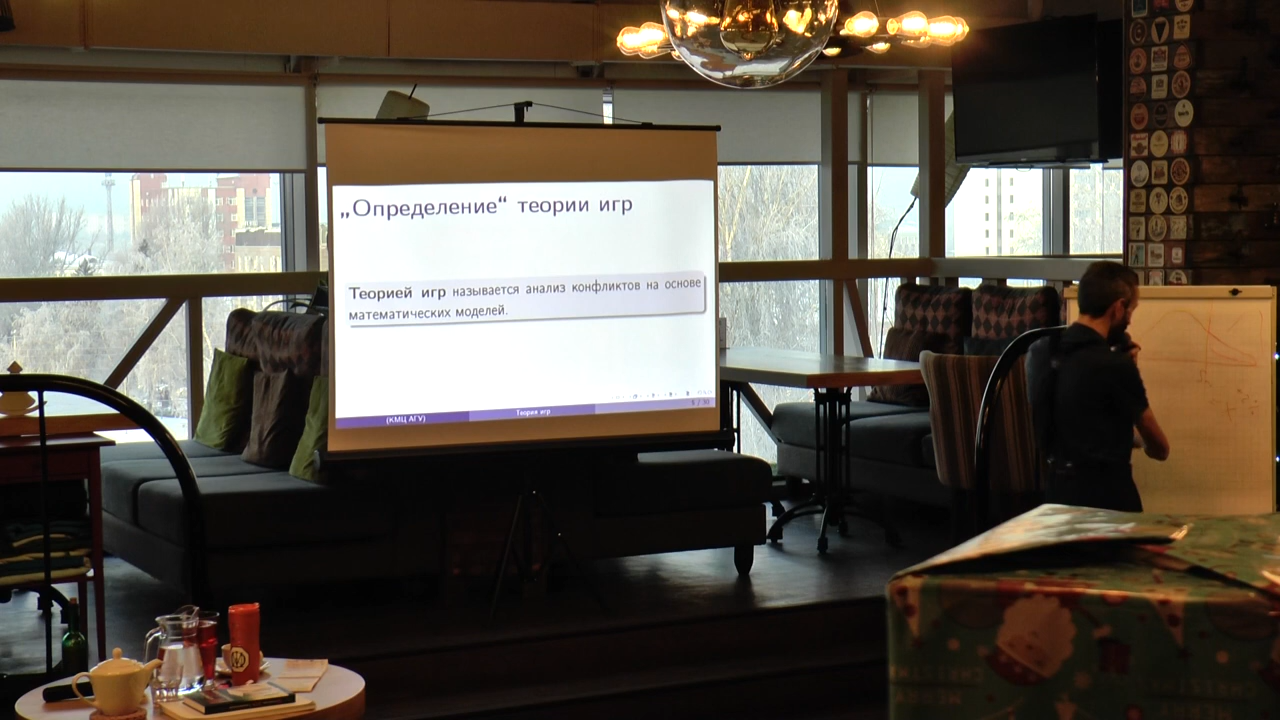 „Определение“ теории игр
Теорией игр называется анализ конфликтов на основе
математических моделей.
(КМЦ АГУ)
Теория игр